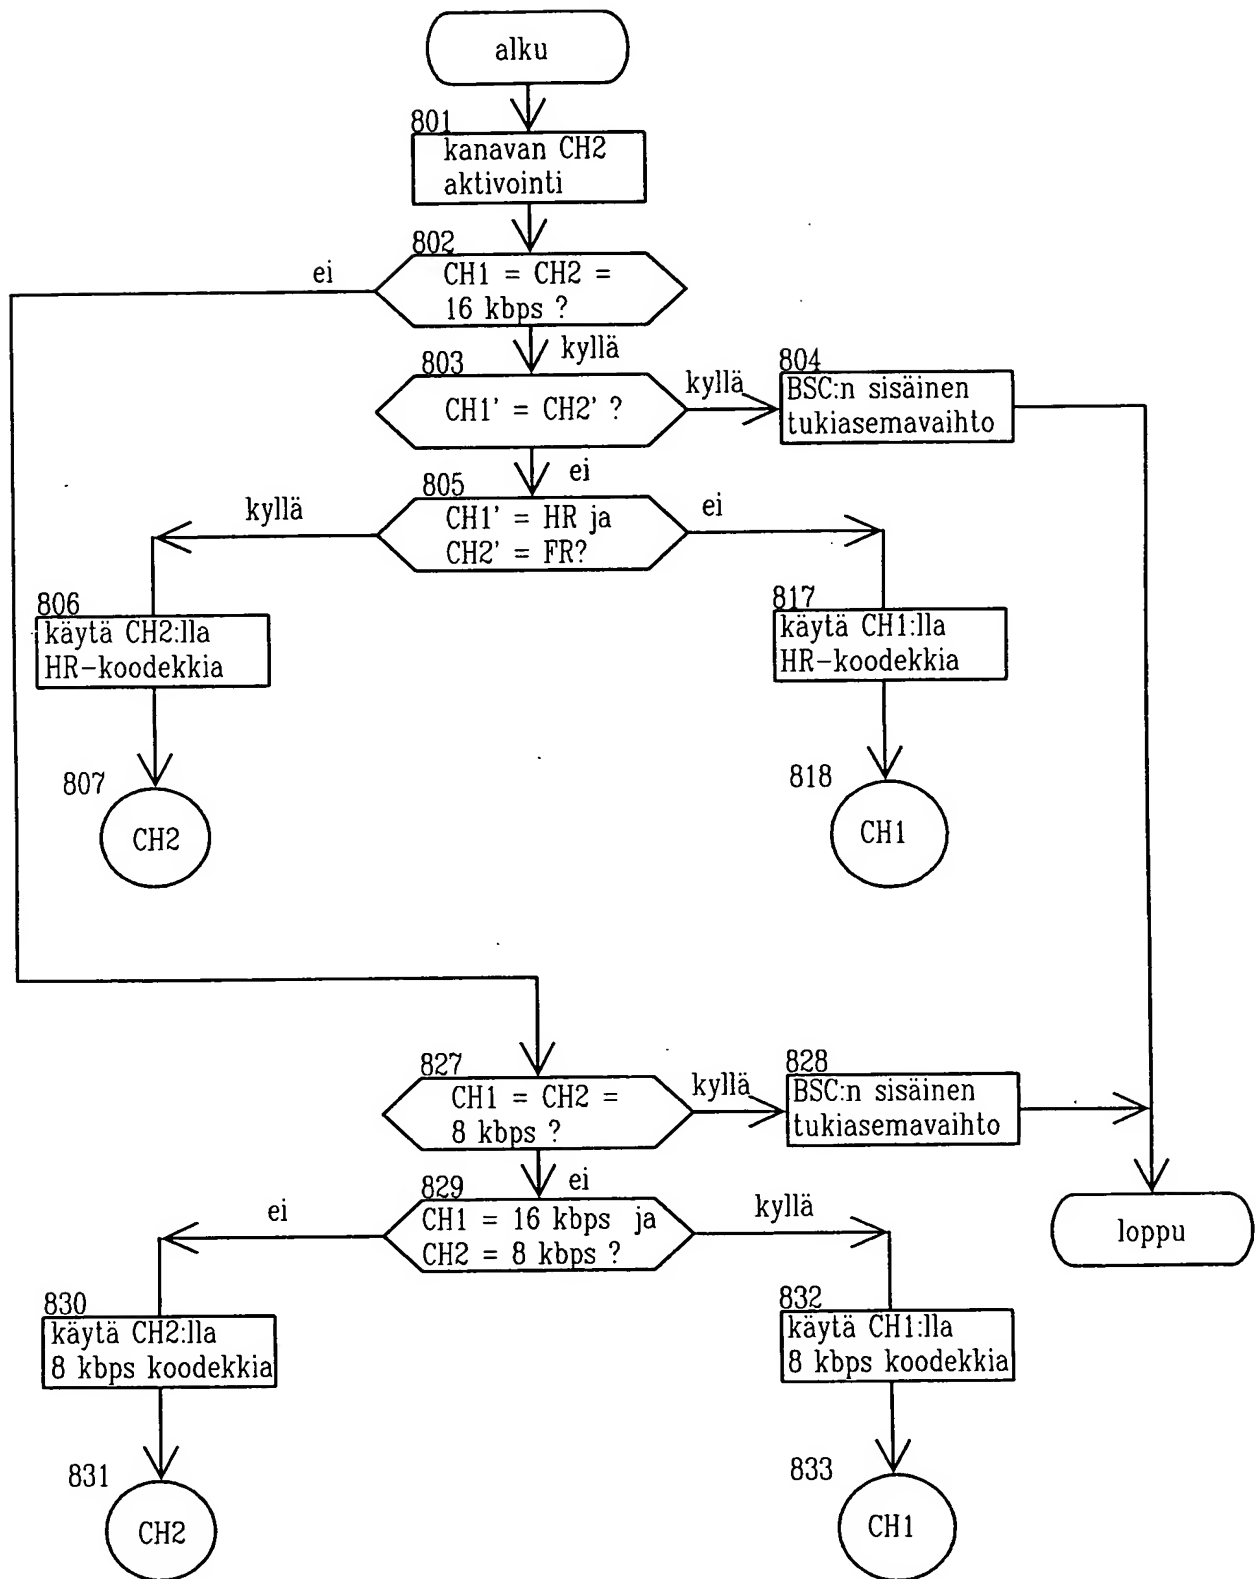 alku
801
kanavan CH2
aktivointi
802
ei
CH1 = CH2 =
16 kbps ?
kyllä
803
CH1' = CH2' ?
kyllä
804
BSC:n sisäinen
tukiasemavaihto
ei
805
kyllä
CH1' = HR ja
CH2' = FR?
ei
806
käytä CH2:lla
HR-koodekkia
817
käytä CH1:lla
HR-koodekkia
807
CH2
818
CH1
827
CH1 = CH2 =
8 kbps ?
kyllä
828
BSC:n sisäinen
tukiasemavaihto
ei
829
ei
CH1 = 16 kbps ja
CH2 = 8 kbps ?
kyllä
loppu
830
käytä CH2:lla
8 kbps koodekkia
832
käytä CH1:lla
8 kbps koodekkia
831
CH2
833
CH1